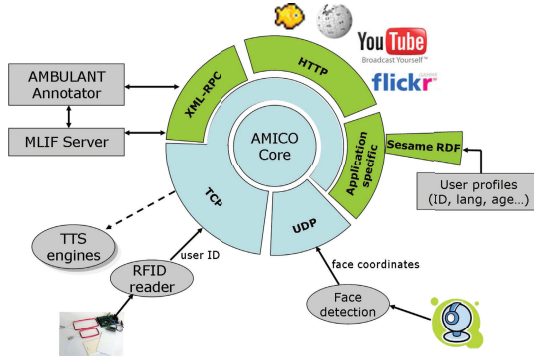 YouTube
Broadcast Yourself™
flickr
HTTP
XML-RPC
AMBULANT
Annotator
MLIF Server
AMICO
Core
Application
specific
Sesame RDF
User profiles
(ID, lang, age...)
TCP
UDP
TTS
engines
user ID
RFID
reader
face coordinates
Face
detection